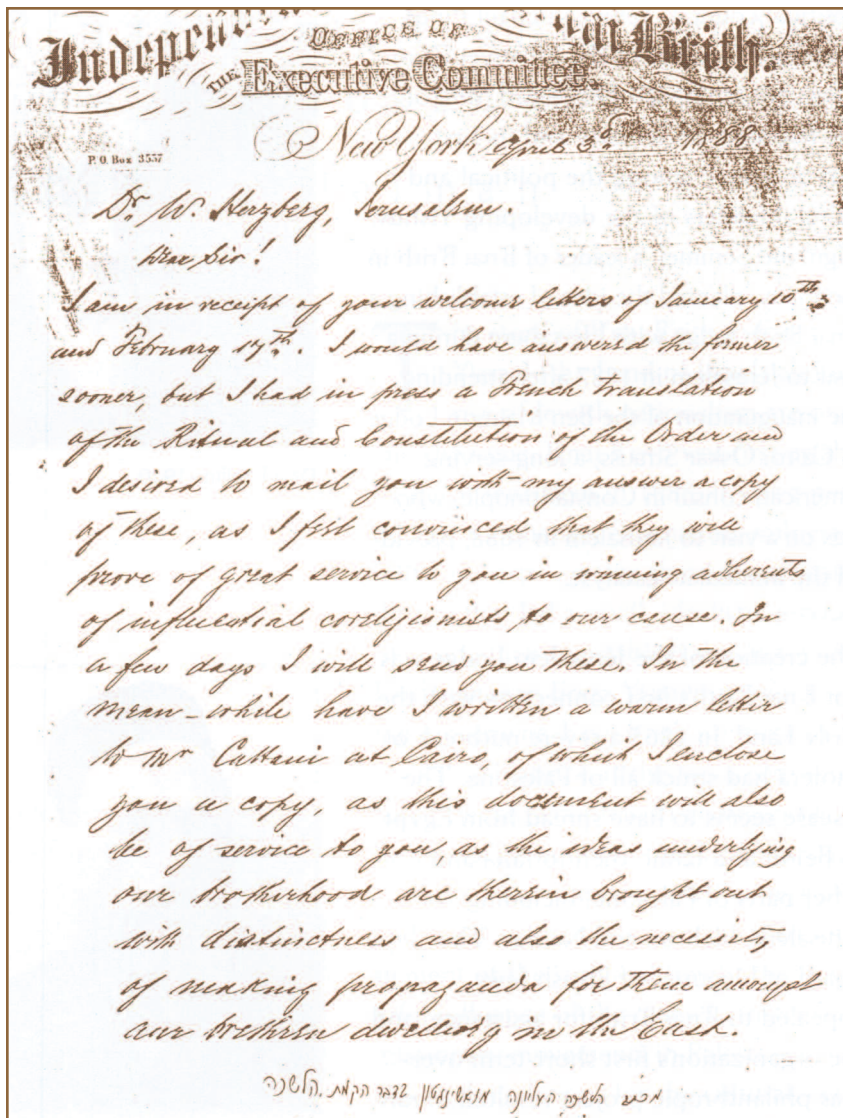 Independent
OFFICE OF
Brith.
THE
Executive Committee.
New York April 3d 1888
P.O. Box 3557
Dr. W. Herzberg, Jerusalem.
Dear Sir!
I am in receipt of your welcome letters of January 10th
and February 17th. I would have answered the former
sooner, but I had in press a French translation
of the Ritual and Constitution of the Order and
I desired to mail you with my answer a copy
of these, as I feel convinced that they will
prove of great service to you in winning adherents
of influential coreligionists to our cause. In
a few days I will send you these. In the
mean-while have I written a warm letter
to Mr Cattaui at Cairo, of which I enclose
you a copy, as this document will also
be of service to you, as the ideas underlying
our brotherhood are therein brought out
with distinctness and also the necessity
of making propaganda for them amongst
our brethren dwelling in the East.
מכתב הלשכה העליונה מוואשינגטון בדבר הקמת הלשכה